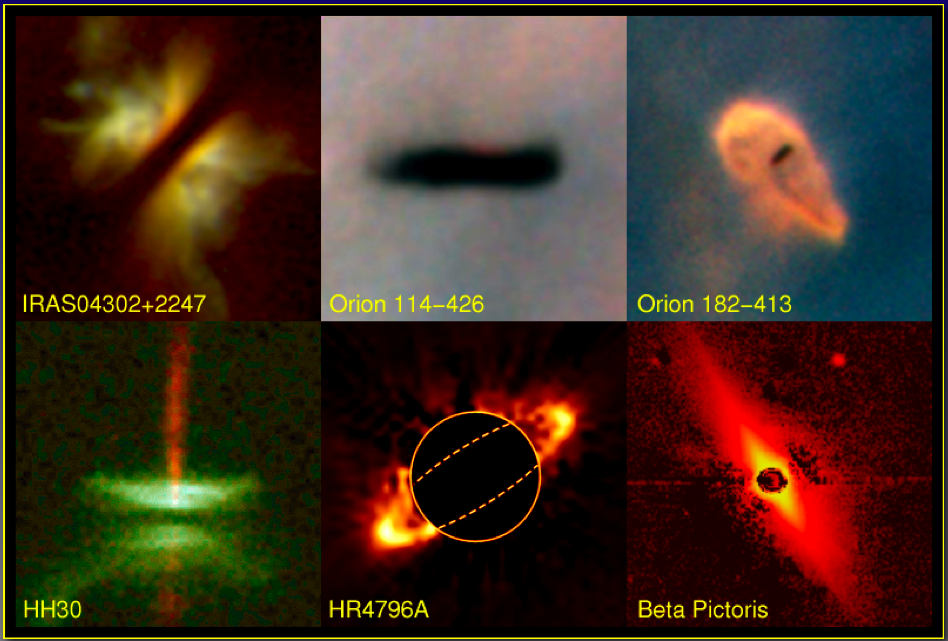 IRAS04302+2247
Orion 114−426
Orion 182−413
HH30
HR4796A
Beta Pictoris